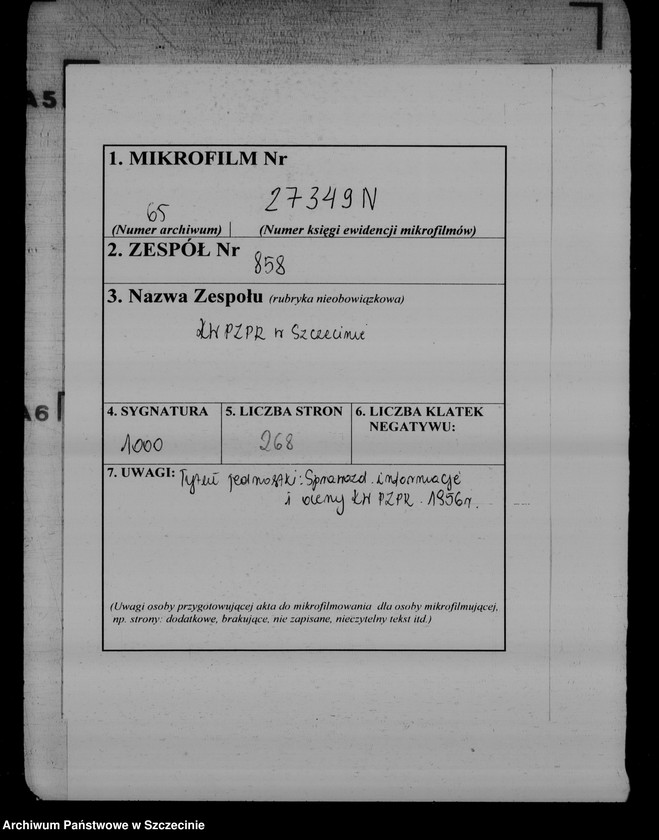 A5
1. MIKROFILM Nr
65 27349N
(Numer archiwum) | (Numer księgi ewidencji mikrofilmów)
2. ZESPÓŁ Nr 858
3. Nazwa Zespołu (rubryka nieobowiązkowa)
KW PZPR w Szczecinie
A6
4. SYGNATURA 5. LICZBA STRON 6. LICZBA KLATEK
NEGATYWU:
1000 268
7. UWAGI: Tytuł jednostki: Sprawozd. informacje
i oceny KW PZPR. 1956r.
(Uwagi osoby przygotowującej akta do mikrofilmowania dla osoby mikrofilmującej,
np. strony: dodatkowe, brakujące, nie zapisane, nieczytelny tekst itd.)
Archiwum Państwowe w Szczecinie